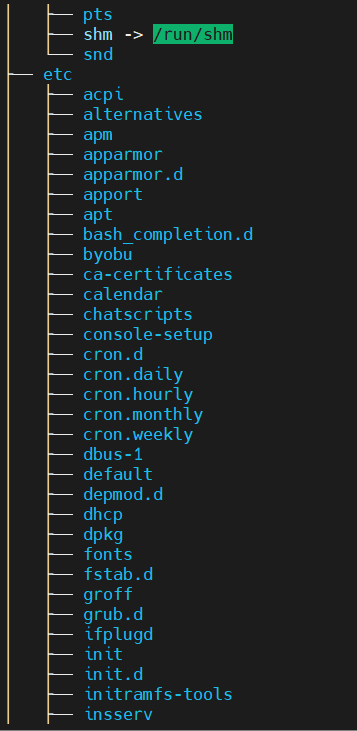 pts
shm -> /run/shm
snd
etc
acpi
alternatives
apm
apparmor
apparmor.d
apport
apt
bash_completion.d
byobu
ca-certificates
calendar
chatscripts
console-setup
cron.d
cron.daily
cron.hourly
cron.monthly
cron.weekly
dbus-1
default
depmod.d
dhcp
dpkg
fonts
fstab.d
groff
grub.d
ifplugd
init
init.d
initramfs-tools
insserv